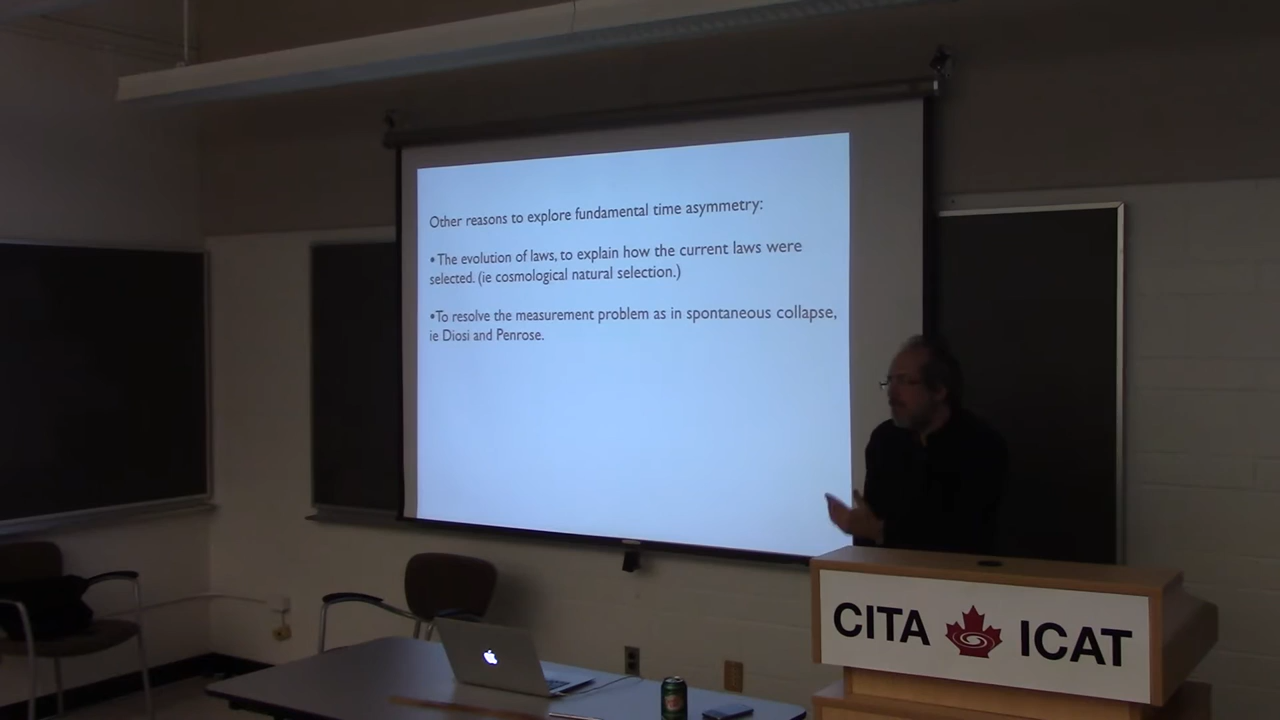 Other reasons to explore fundamental time asymmetry:
•The evolution of laws, to explain how the current laws were
selected. (ie cosmological natural selection.)
•To resolve the measurement problem as in spontaneous collapse,
ie Diosi and Penrose.
CITA ICAT